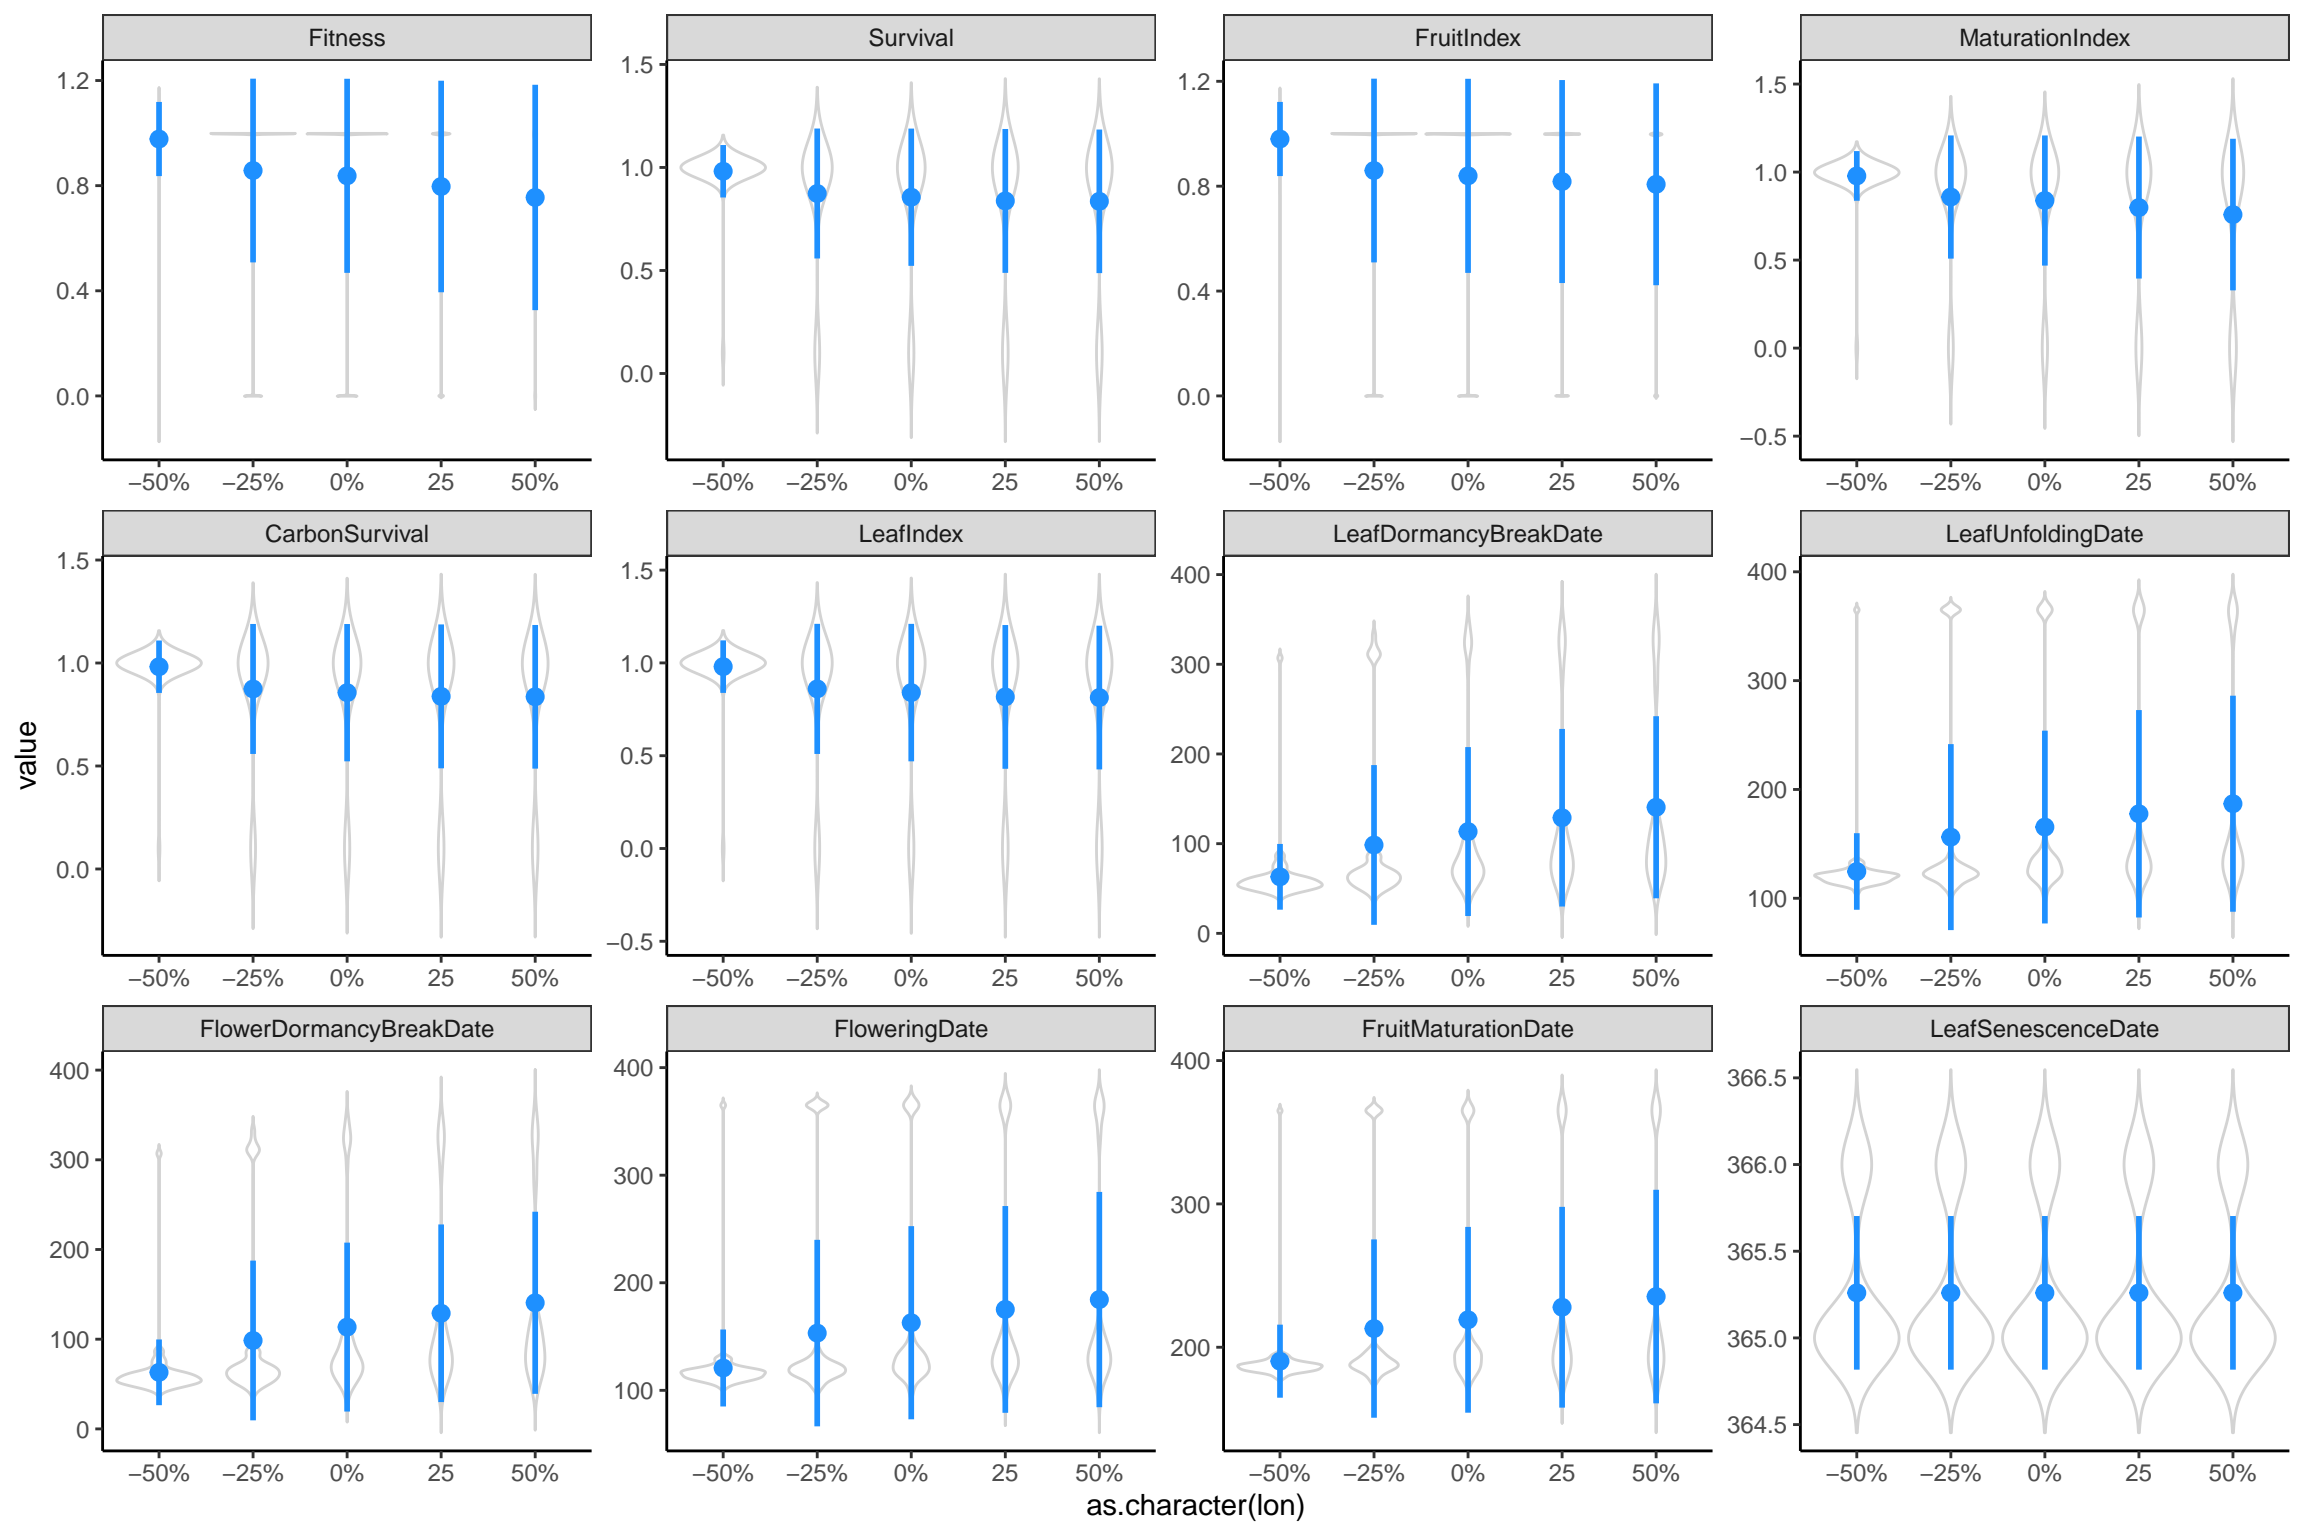 Fitness Survival FruitIndex MaturationIndex
1.2 0.8 0.4 0.0
1.5 1.0 0.5 0.0
1.2 0.8 0.4 0.0
1.5 1.0 0.5 0.0 −0.5
−50% −25% 0% 25 50% −50% −25% 0% 25 50% −50% −25% 0% 25 50% −50% −25% 0% 25 50%
CarbonSurvival LeafIndex LeafDormancyBreakDate LeafUnfoldingDate
1.5 1.0 0.5 0.0
1.5 1.0 0.5 0.0 −0.5
400 300 200 100 0
400 300 200 100
value
−50% −25% 0% 25 50% −50% −25% 0% 25 50% −50% −25% 0% 25 50% −50% −25% 0% 25 50%
FlowerDormancyBreakDate FloweringDate FruitMaturationDate LeafSenescenceDate
400 300 200 100 0
400 300 200 100
400 300 200
366.5 366.0 365.5 365.0 364.5
−50% −25% 0% 25 50% −50% −25% 0% 25 50% −50% −25% 0% 25 50% −50% −25% 0% 25 50%
as.character(lon)